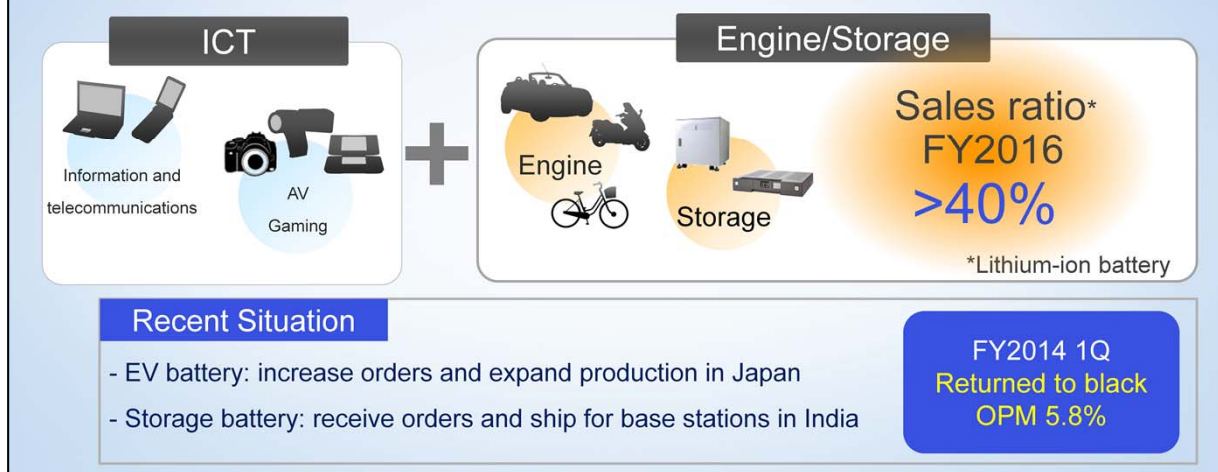 ICT
Information and
telecommunications
AV
Gaming
+
Engine/Storage
Engine
Storage
Sales ratio*
FY2016
>40%
*Lithium-ion battery
Recent Situation
- EV battery: increase orders and expand production in Japan
- Storage battery: receive orders and ship for base stations in India
FY2014 1Q
Returned to black
OPM 5.8%